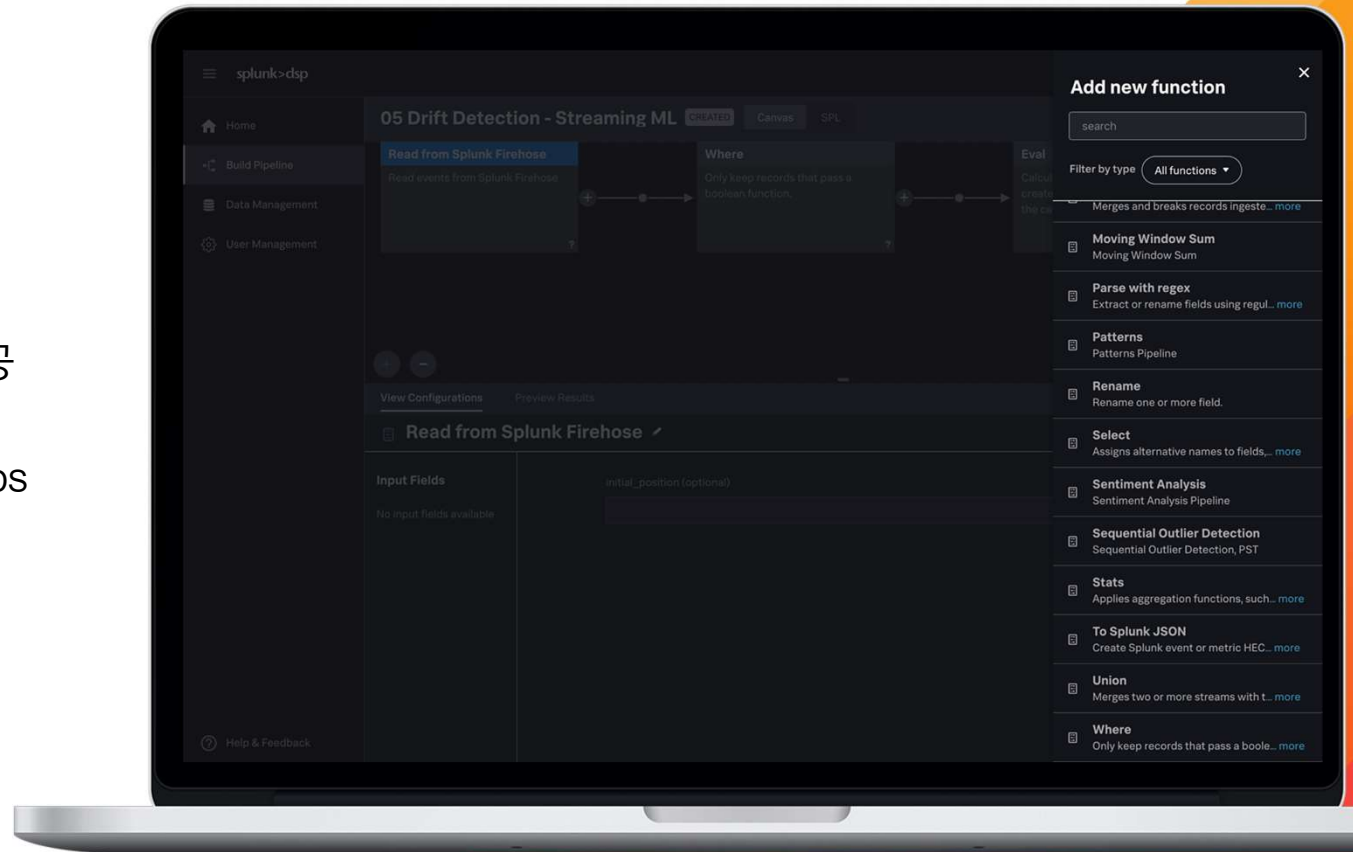 splunk>dsp
Home
Build Pipeline
Data Management
User Management
Help & Feedback
05 Drift Detection - Streaming ML CREATED Canvas SPL
Read from Splunk Firehose
Read events from Splunk Firehose
?
Where
Only keep records that pass a
boolean function.
?
Eval
View Configurations Preview Results
Read from Splunk Firehose
Input Fields
No input fields available
initial_position (optional)
Add new function
search
Filter by type All functions
Merges and breaks records ingeste... more
Moving Window Sum
Moving Window Sum
Parse with regex
Extract or rename fields using regul... more
Patterns
Patterns Pipeline
Rename
Rename one or more field.
Select
Assigns alternative names to fields,... more
Sentiment Analysis
Sentiment Analysis Pipeline
Sequential Outlier Detection
Sequential Outlier Detection, PST
Stats
Applies aggregation functions, such... more
To Splunk JSON
Create Splunk event or metric HEC... more
Union
Merges two or more streams with t... more
Where
Only keep records that pass a boole... more